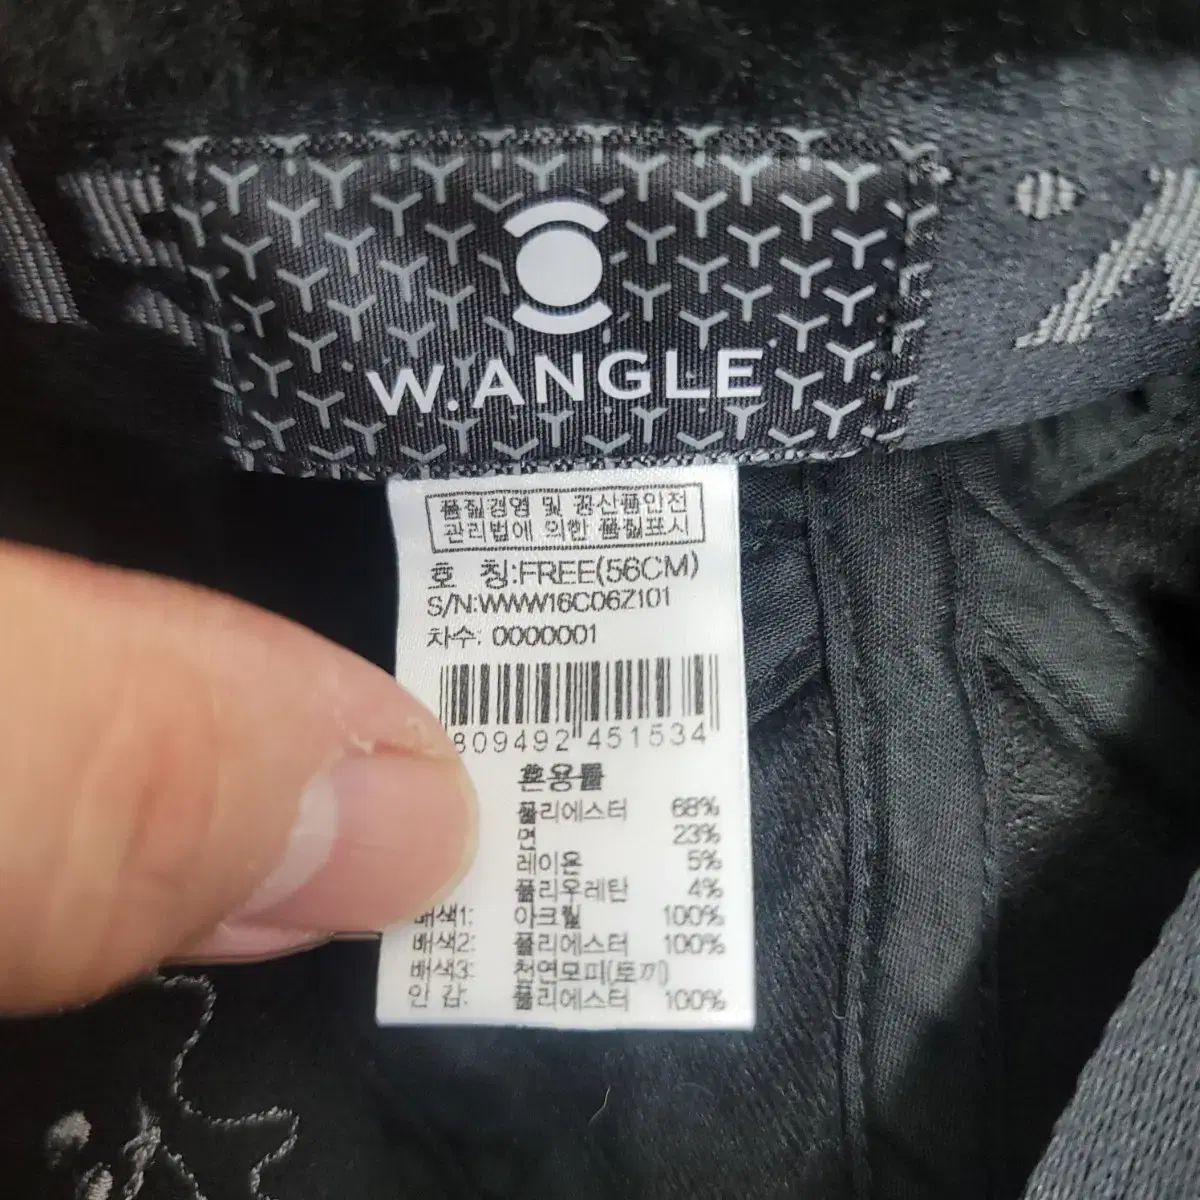 W.ANGLE
품질경영 및 공산품안전
관리법에 의한 품질표시
호 칭:FREE(56CM)
S/N:WWW16C06Z101
차수: 0000001
809492 451534
혼용률
폴리에스터 68%
면 23%
레이온 5%
폴리우레탄 4%
배색1: 아크릴 100%
배색2: 폴리에스터 100%
배색3: 천연모피(토끼)
안 감: 폴리에스터 100%